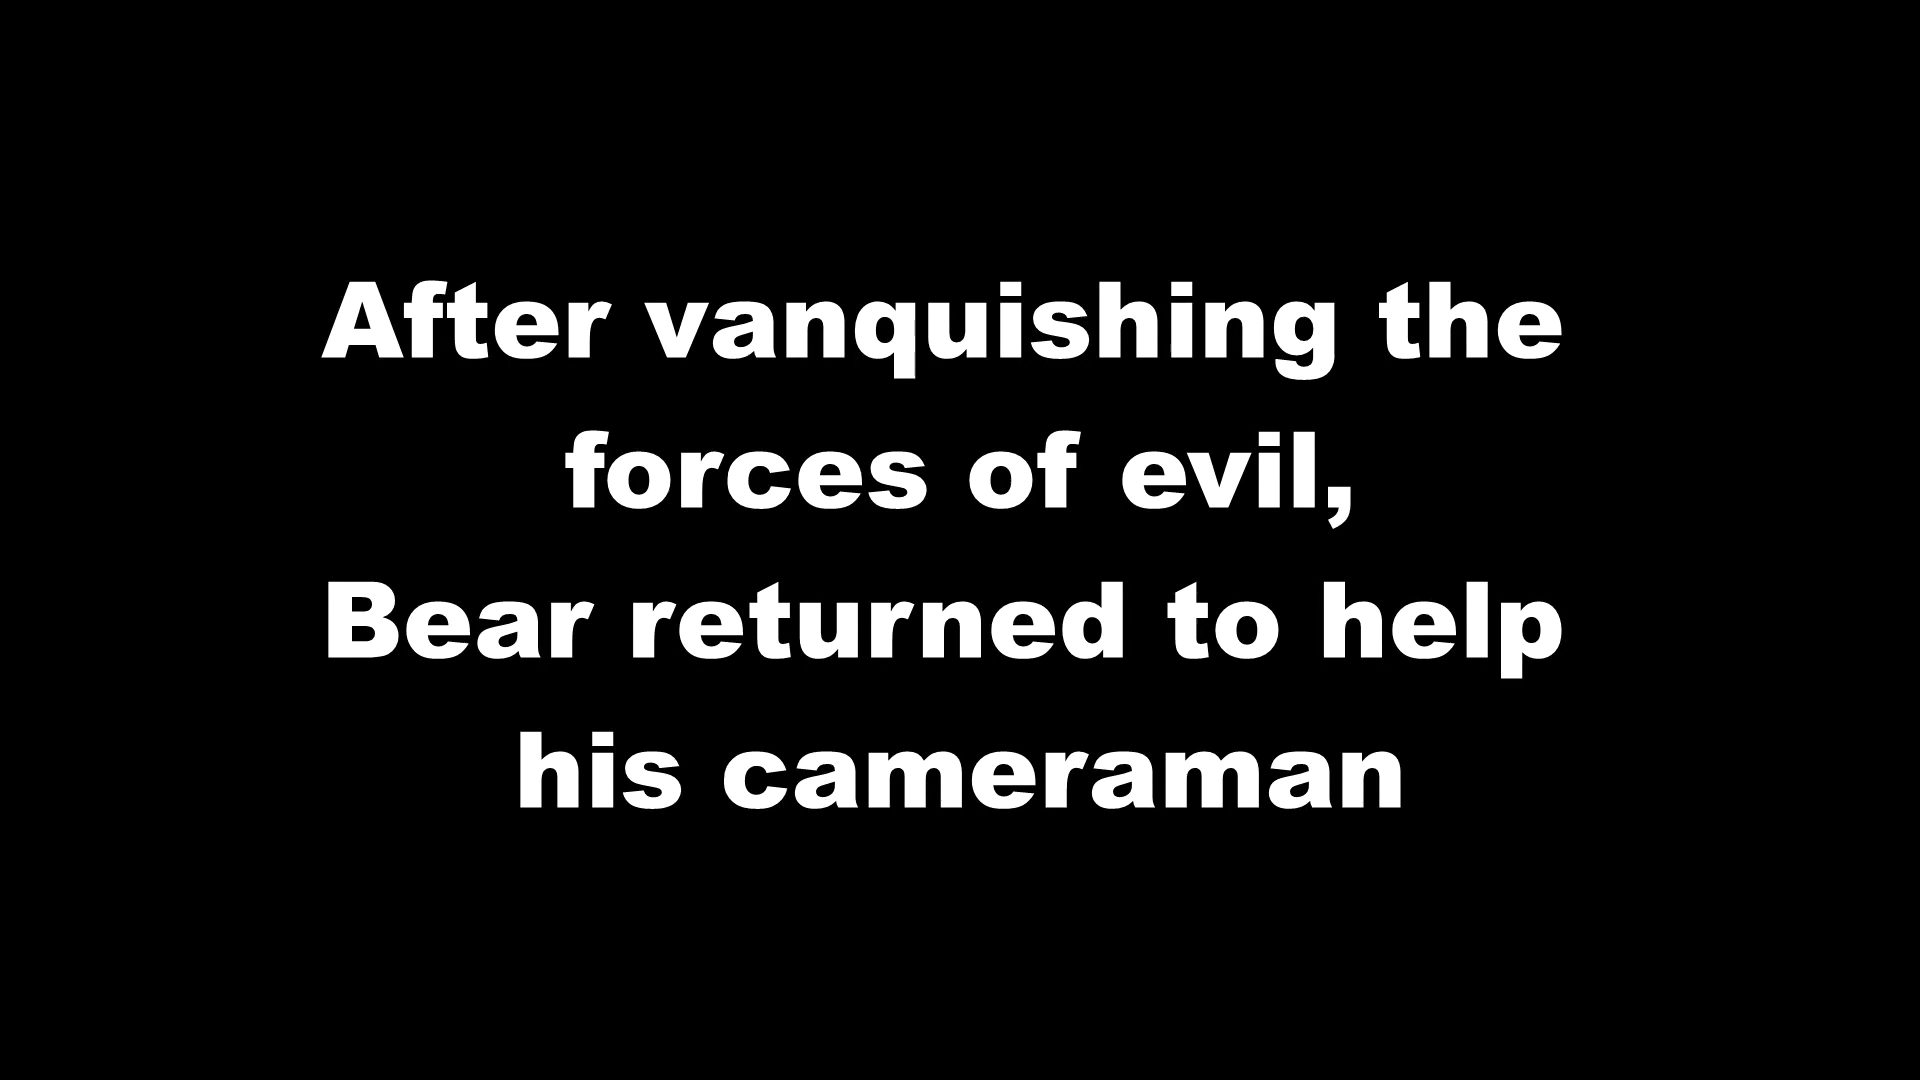 After vanquishing the
forces of evil,
Bear returned to help
his cameraman